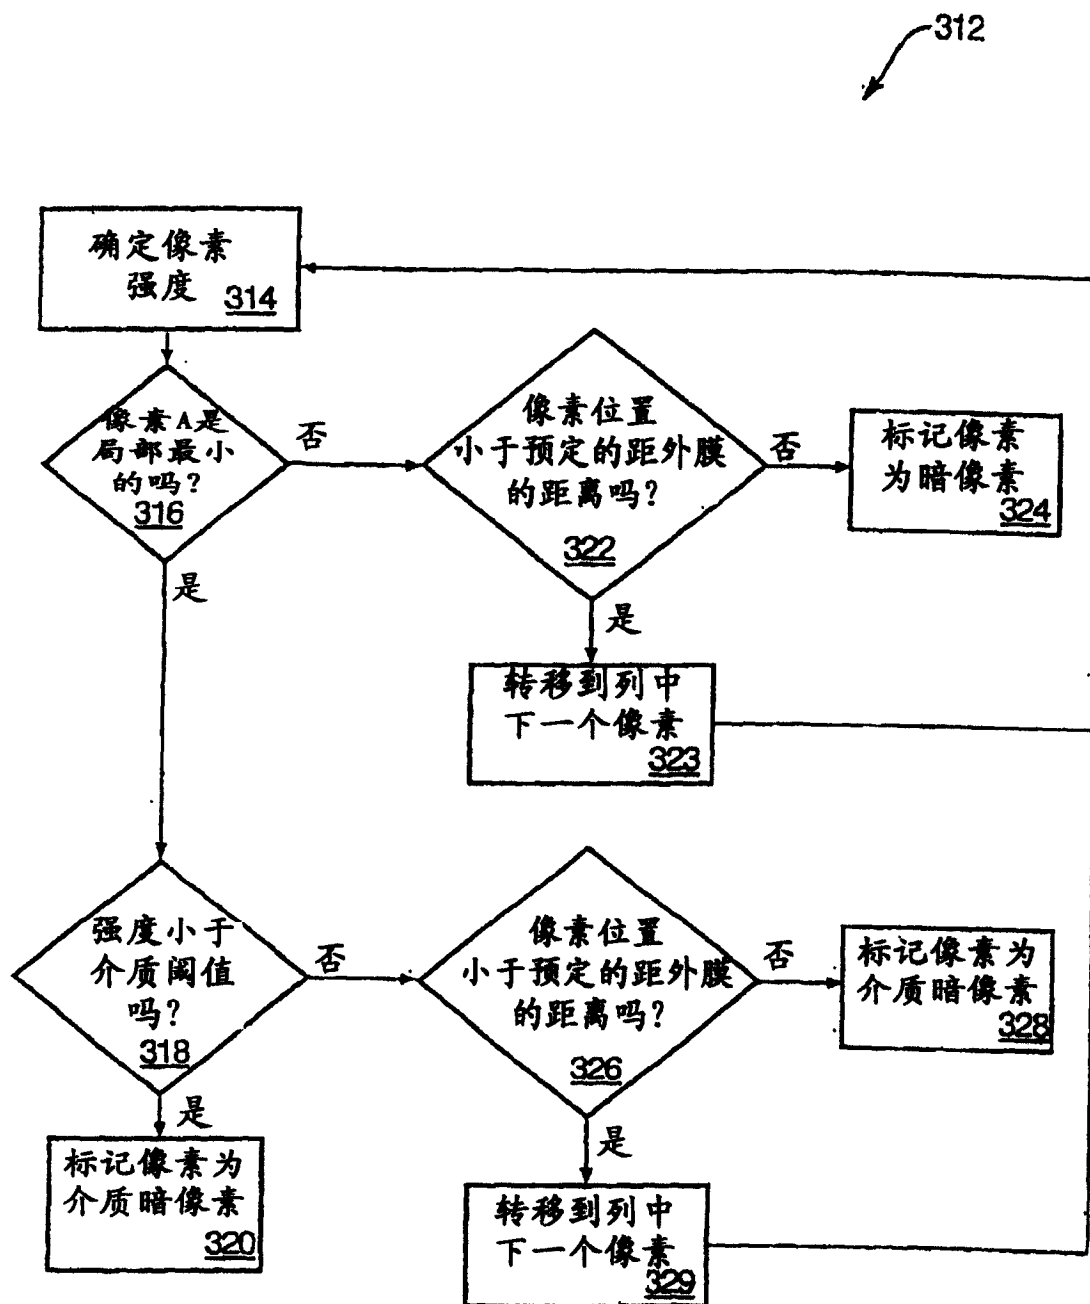 312
确定像素
强度 314
像素A是
局部最小
的吗?
316
否
是
像素位置
小于预定的距外膜
的距离吗?
322
否
是
标记像素
为暗像素
324
转移到列中
下一个像素
323
强度小于
介质阈值
吗?
318
否
是
像素位置
小于预定的距外膜
的距离吗?
326
否
是
标记像素为
介质暗像素
328
标记像素为
介质暗像素
320
转移到列中
下一个像素
329